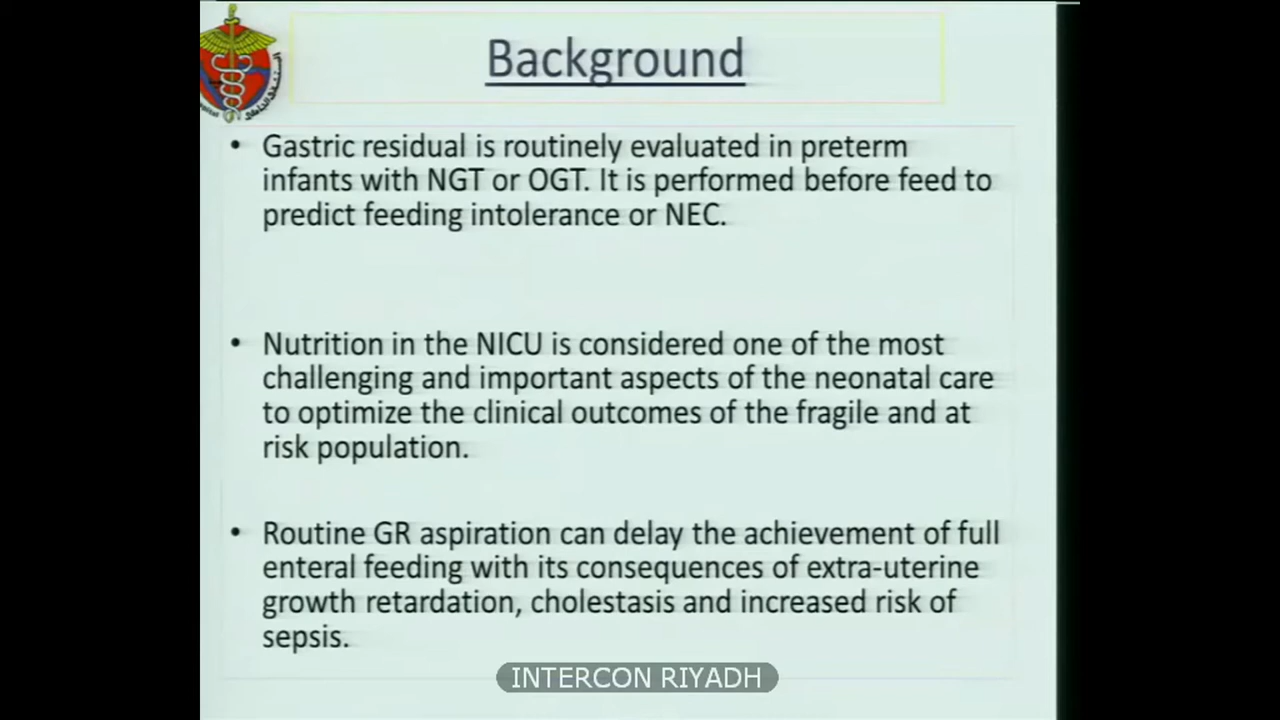 Background
• Gastric residual is routinely evaluated in preterm
infants with NGT or OGT. It is performed before feed to
predict feeding intolerance or NEC.
• Nutrition in the NICU is considered one of the most
challenging and important aspects of the neonatal care
to optimize the clinical outcomes of the fragile and at
risk population.
• Routine GR aspiration can delay the achievement of full
enteral feeding with its consequences of extra-uterine
growth retardation, cholestasis and increased risk of
sepsis.
INTERCON RIYADH